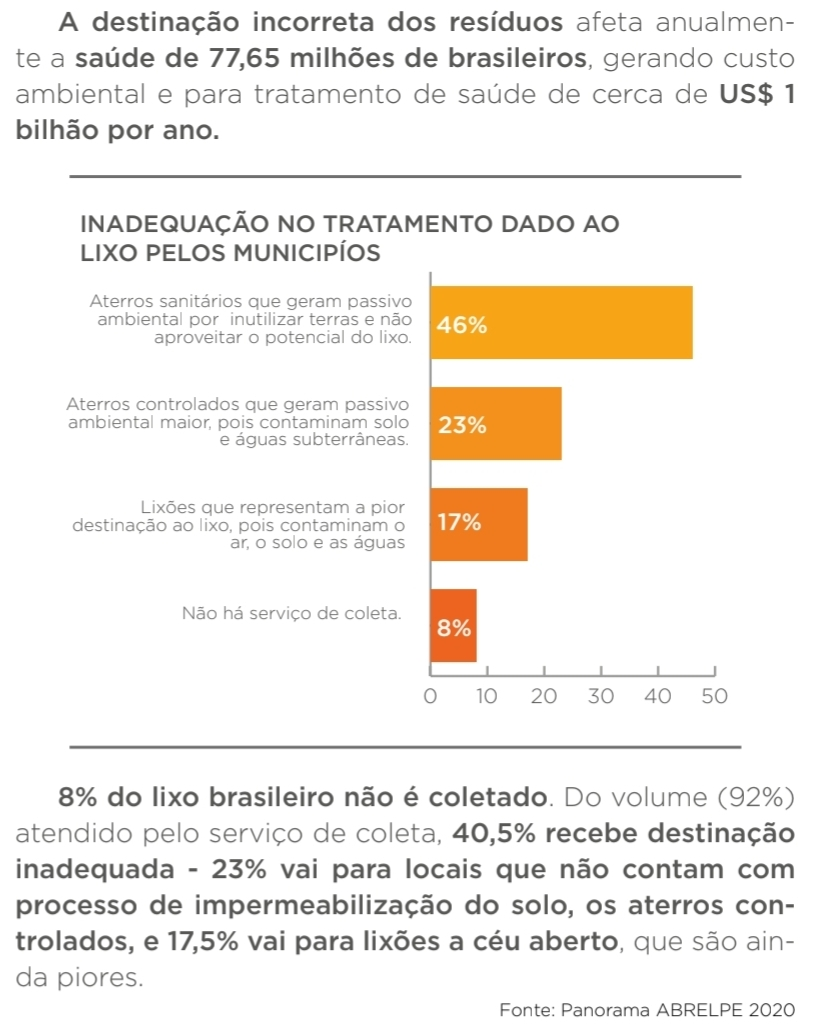 A destinação incorreta dos resíduos afeta anualmen-
te a saúde de 77,65 milhões de brasileiros, gerando custo
ambiental e para tratamento de saúde de cerca de US$ 1
bilhão por ano.
INADEQUAÇÃO NO TRATAMENTO DADO AO
LIXO PELOS MUNICIPÍOS
Aterros sanitários que geram passivo
ambiental por inutilizar terras e não
aproveitar o potencial do lixo.
46%
Aterros controlados que geram passivo
ambiental maior, pois contaminam solo
e águas subterrâneas.
23%
Lixões que representam a pior
destinação ao lixo, pois contaminam o
ar, o solo e as águas
17%
Não há serviço de coleta.
8%
0 10 20 30 40 50
8% do lixo brasileiro não é coletado. Do volume (92%)
atendido pelo serviço de coleta, 40,5% recebe destinação
inadequada - 23% vai para locais que não contam com
processo de impermeabilização do solo, os aterros con-
trolados, e 17,5% vai para lixões a céu aberto, que são ain-
da piores.
Fonte: Panorama ABRELPE 2020